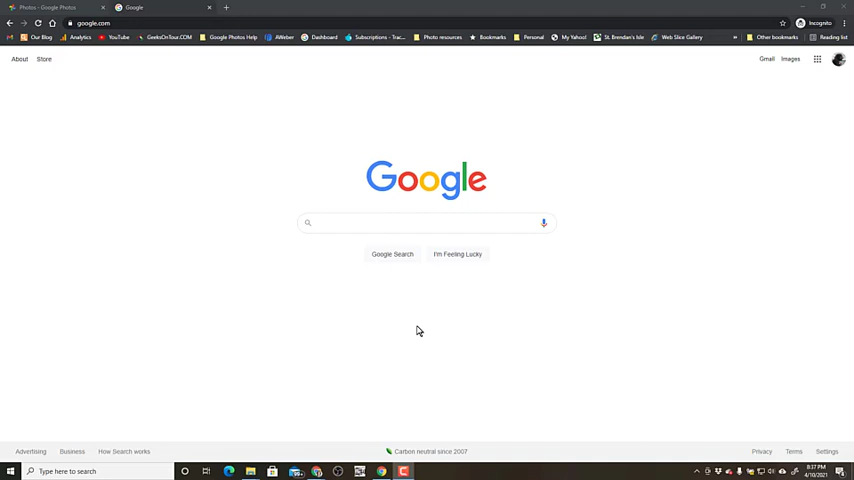 Photos - Google Photos
Google
google.com
Incognito
Our Blog
Analytics
YouTube
GeeksOnTour.COM
Google Photos Help
AWeber
Dashboard
Subscriptions - Trac...
Photo resources
Bookmarks
Personal
My Yahoo!
St. Brendan's Isle
Web Slice Gallery
»
Other bookmarks
Reading list
About
Store
Gmail
Images
Google
Google Search
I'm Feeling Lucky
Advertising
Business
How Search works
Carbon neutral since 2007
Privacy
Terms
Settings
Type here to search
99+
8:37 PM
4/10/2021